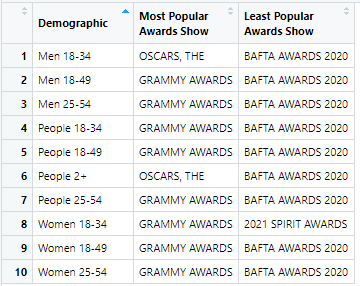 Demographic Most Popular Awards Show Least Popular Awards Show
1 Men 18-34 OSCARS, THE BAFTA AWARDS 2020
2 Men 18-49 GRAMMY AWARDS BAFTA AWARDS 2020
3 Men 25-54 GRAMMY AWARDS BAFTA AWARDS 2020
4 People 18-34 GRAMMY AWARDS BAFTA AWARDS 2020
5 People 18-49 GRAMMY AWARDS BAFTA AWARDS 2020
6 People 2+ OSCARS, THE BAFTA AWARDS 2020
7 People 25-54 GRAMMY AWARDS BAFTA AWARDS 2020
8 Women 18-34 GRAMMY AWARDS 2021 SPIRIT AWARDS
9 Women 18-49 GRAMMY AWARDS BAFTA AWARDS 2020
10 Women 25-54 GRAMMY AWARDS BAFTA AWARDS 2020